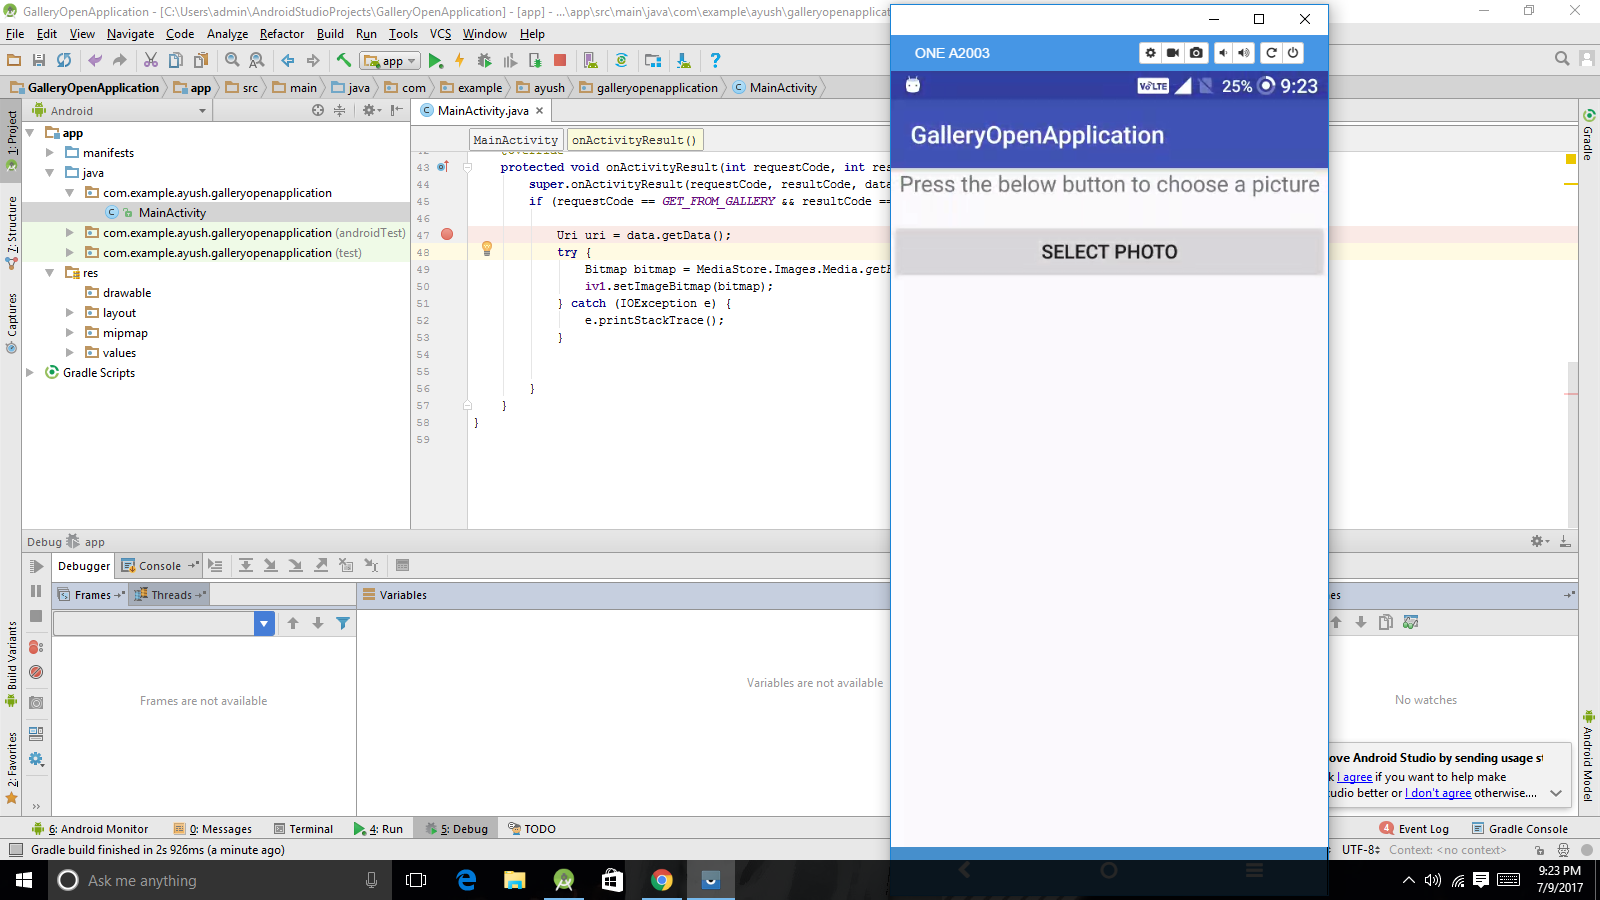 GalleryOpenApplication - [C:\Users\admin\AndroidStudioProjects\GalleryOpenApplication] - [app] - ...\app\src\main\java\com\example\ayush\galleryopenapplicatio
File Edit View Navigate Code Analyze Refactor Build Run Tools VCS Window Help
app
GalleryOpenApplication app src main java com example ayush galleryopenapplication MainActivity
Android
MainActivity.java
1: Project
7: Structure
Captures
Build Variants
2: Favorites
app
manifests
java
com.example.ayush.galleryopenapplication
MainActivity
com.example.ayush.galleryopenapplication (androidTest)
com.example.ayush.galleryopenapplication (test)
res
drawable
layout
mipmap
values
Gradle Scripts
MainActivity onActivityResult()
43 protected void onActivityResult(int requestCode, int res
44 super.onActivityResult(requestCode, resultCode, data
45 if (requestCode == GET_FROM_GALLERY && resultCode ==
46
47 Uri uri = data.getData();
48 try {
49 Bitmap bitmap = MediaStore.Images.Media.getB
50 iv1.setImageBitmap(bitmap);
51 } catch (IOException e) {
52 e.printStackTrace();
53 }
54
55
56 }
57 }
58 }
59
ONE A2003
VoLTE 25% 9:23
GalleryOpenApplication
Press the below button to choose a picture
SELECT PHOTO
Gradle
Android Model
Debug app
Debugger Console
Frames Threads
Variables
es
Frames are not available
Variables are not available
No watches
ove Android Studio by sending usage st
k I agree if you want to help make
tudio better or I don't agree otherwise....
6: Android Monitor 0: Messages Terminal 4: Run 5: Debug TODO
4 Event Log Gradle Console
Gradle build finished in 2s 926ms (a minute ago)
UTF-8 Context: <no context>
Ask me anything
9:23 PM
7/9/2017